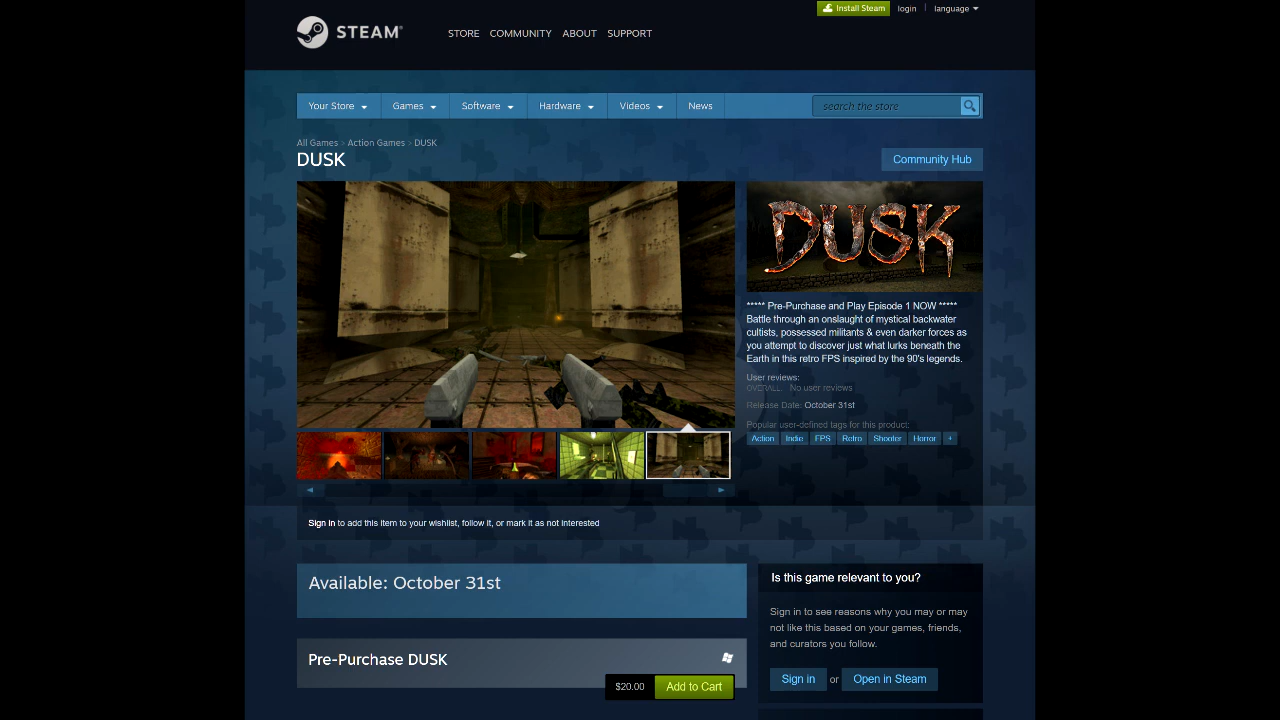 Install Steam login language
STEAM® STORE COMMUNITY ABOUT SUPPORT
Your Store Games Software Hardware Videos News search the store
All Games > Action Games > DUSK
DUSK
Community Hub
DUSK
***** Pre-Purchase and Play Episode 1 NOW *****
Battle through an onslaught of mystical backwater
cultists, possessed militants & even darker forces as
you attempt to discover just what lurks beneath the
Earth in this retro FPS inspired by the 90's legends.
User reviews:
OVERALL: No user reviews
Release Date: October 31st
Popular user-defined tags for this product:
Action Indie FPS Retro Shooter Horror +
Sign in to add this item to your wishlist, follow it, or mark it as not interested
Available: October 31st
Pre-Purchase DUSK
$20.00 Add to Cart
Is this game relevant to you?
Sign in to see reasons why you may or may
not like this based on your games, friends,
and curators you follow.
Sign in or Open in Steam